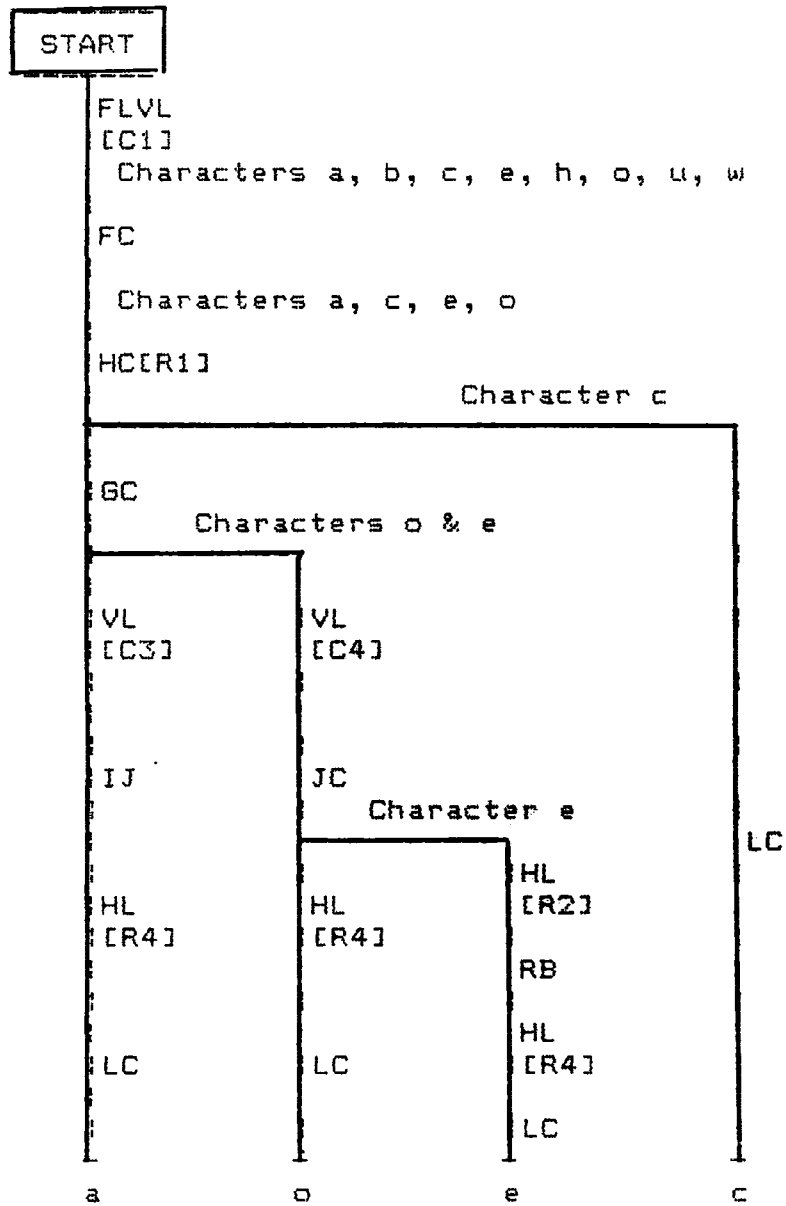 START
FLVL
[C1]
Characters a, b, c, e, h, o, u, w
FC
Characters a, c, e, o
HC[R1]
Character c
GC
Characters o & e
VL VL
[C3] [C4]
IJ JC
Character e
LC
HL
[R2]
HL HL
[R4] [R4]
RB
HL
[R4]
LC LC
LC
a o e c